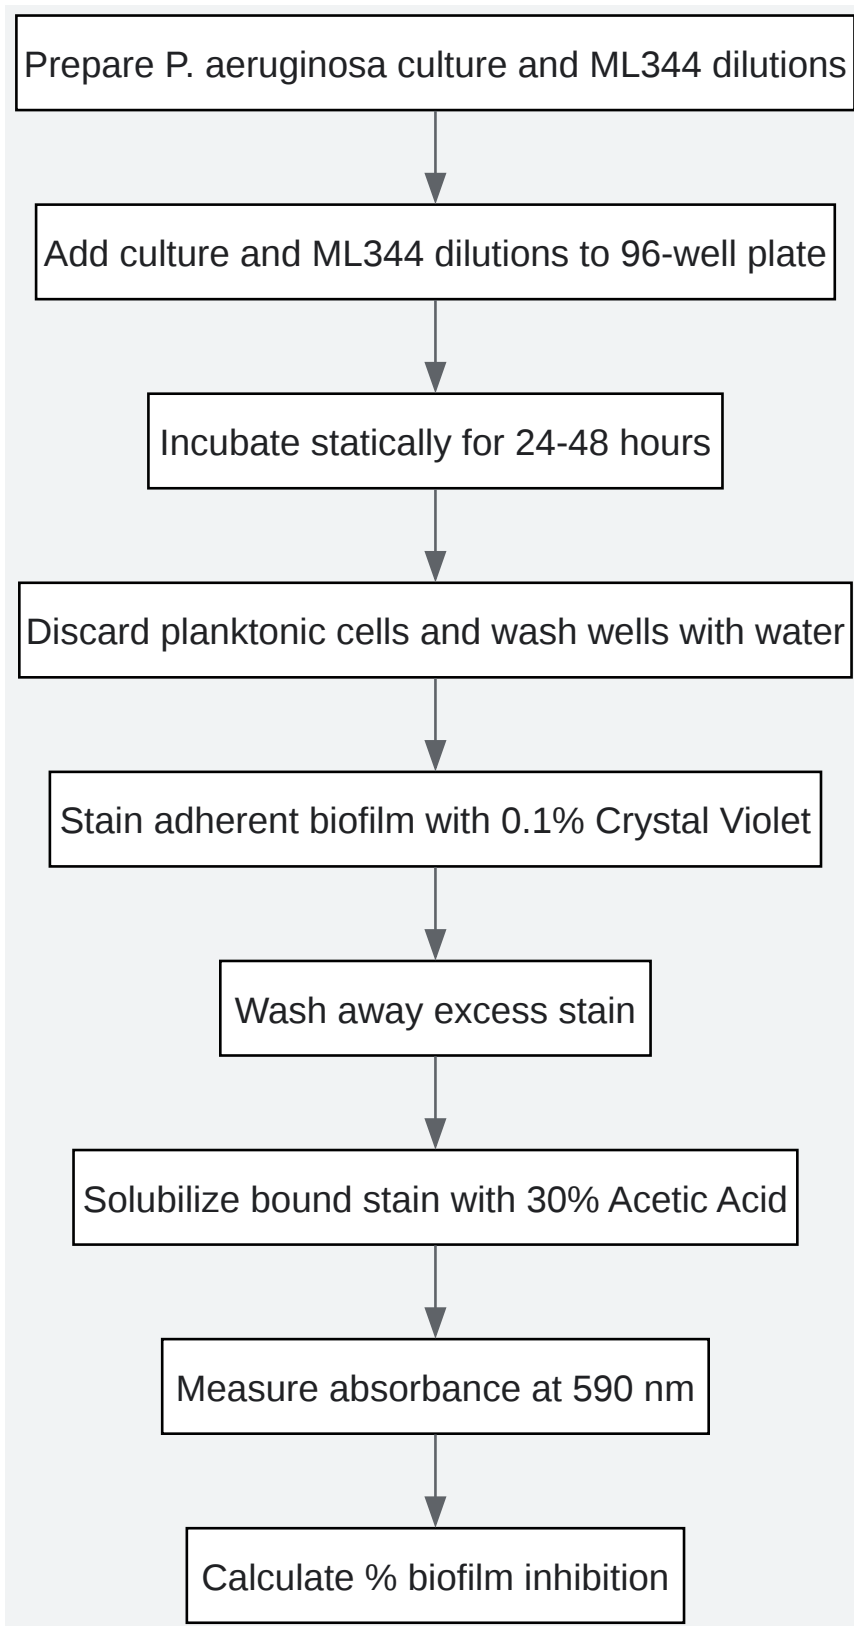 Prepare P. aeruginosa culture and ML344 dilutions
Add culture and ML344 dilutions to 96-well plate
Incubate statically for 24-48 hours
Discard planktonic cells and wash wells with water
Stain adherent biofilm with 0.1% Crystal Violet
Wash away excess stain
Solubilize bound stain with 30% Acetic Acid
Measure absorbance at 590 nm
Calculate % biofilm inhibition